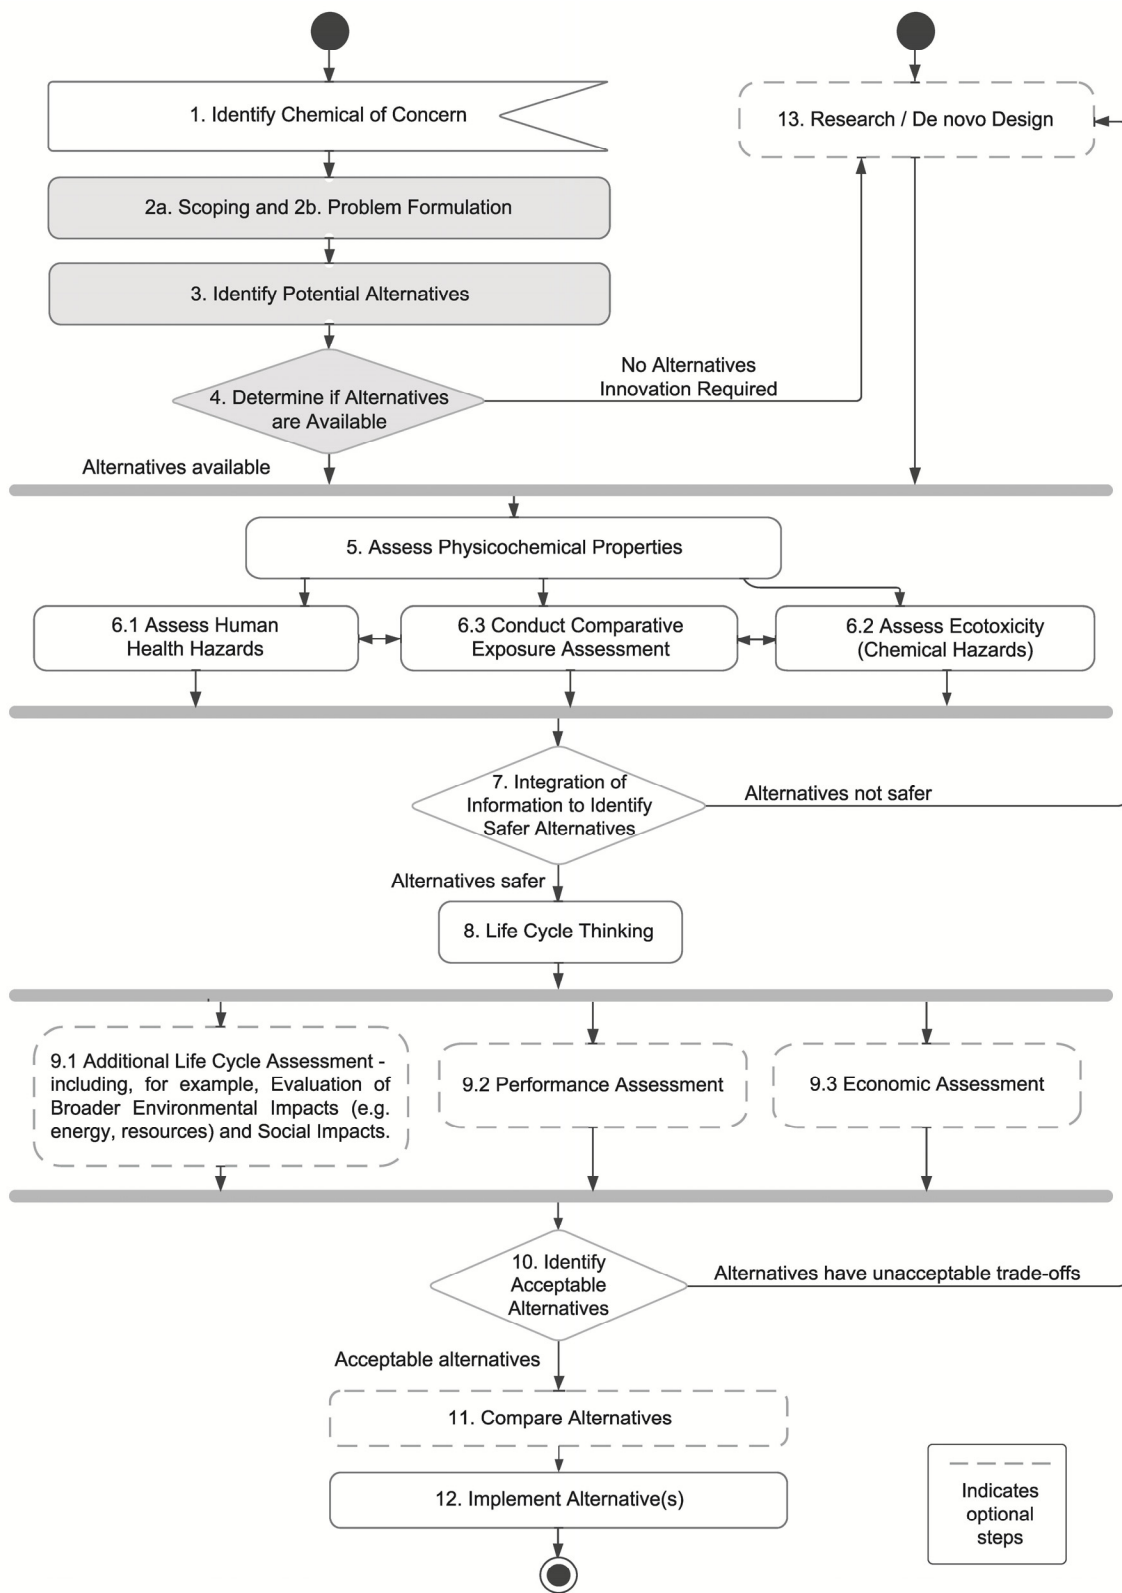 1. Identify Chemical of Concern
13. Research / De novo Design
2a. Scoping and 2b. Problem Formulation
3. Identify Potential Alternatives
4. Determine if Alternatives
are Available
No Alternatives
Innovation Required
Alternatives available
5. Assess Physicochemical Properties
6.1 Assess Human
Health Hazards
6.3 Conduct Comparative
Exposure Assessment
6.2 Assess Ecotoxicity
(Chemical Hazards)
7. Integration of
Information to Identify
Safer Alternatives
Alternatives not safer
Alternatives safer
8. Life Cycle Thinking
9.1 Additional Life Cycle Assessment -
including, for example, Evaluation of
Broader Environmental Impacts (e.g.
energy, resources) and Social Impacts.
9.2 Performance Assessment
9.3 Economic Assessment
10. Identify
Acceptable
Alternatives
Alternatives have unacceptable trade-offs
Acceptable alternatives
11. Compare Alternatives
12. Implement Alternative(s)
Indicates
optional
steps